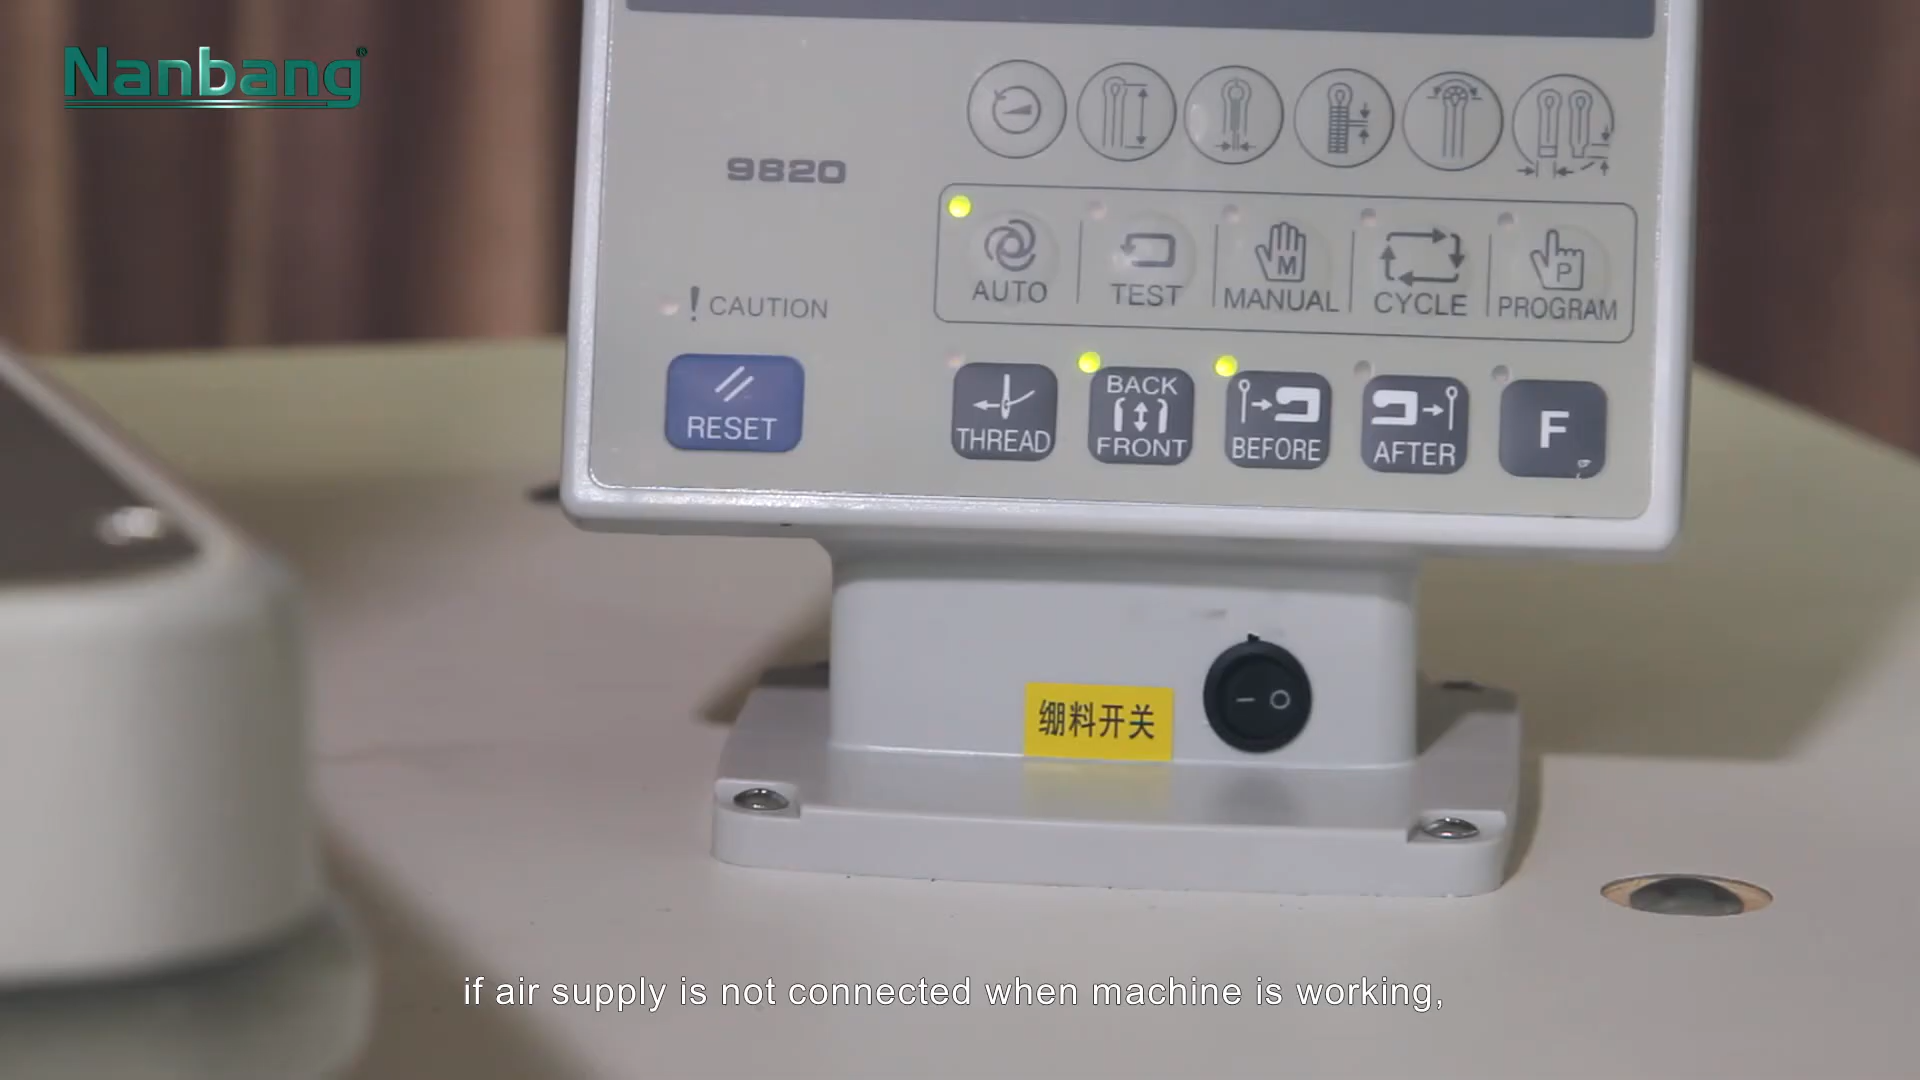 Nanbang®
9820
AUTO
TEST
M
MANUAL
CYCLE
P
PROGRAM
! CAUTION
RESET
THREAD
BACK
FRONT
BEFORE
AFTER
F
绷料开关
if air supply is not connected when machine is working,